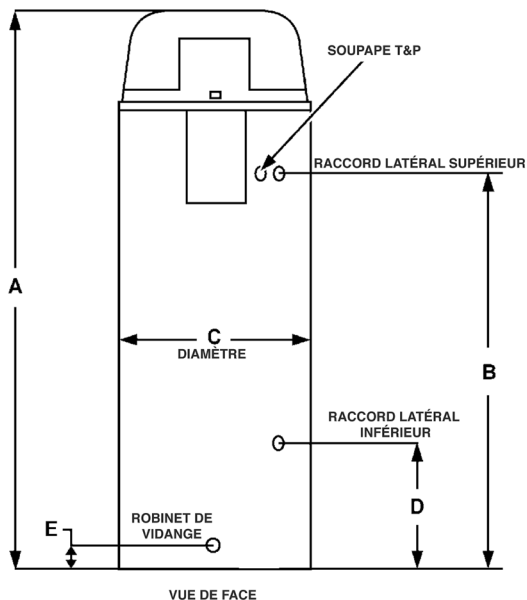 SOUPAPE T&P
RACCORD LATÉRAL SUPÉRIEUR
A
C
DIAMÈTRE
B
RACCORD LATÉRAL
INFÉRIEUR
D
E
ROBINET DE
VIDANGE
VUE DE FACE